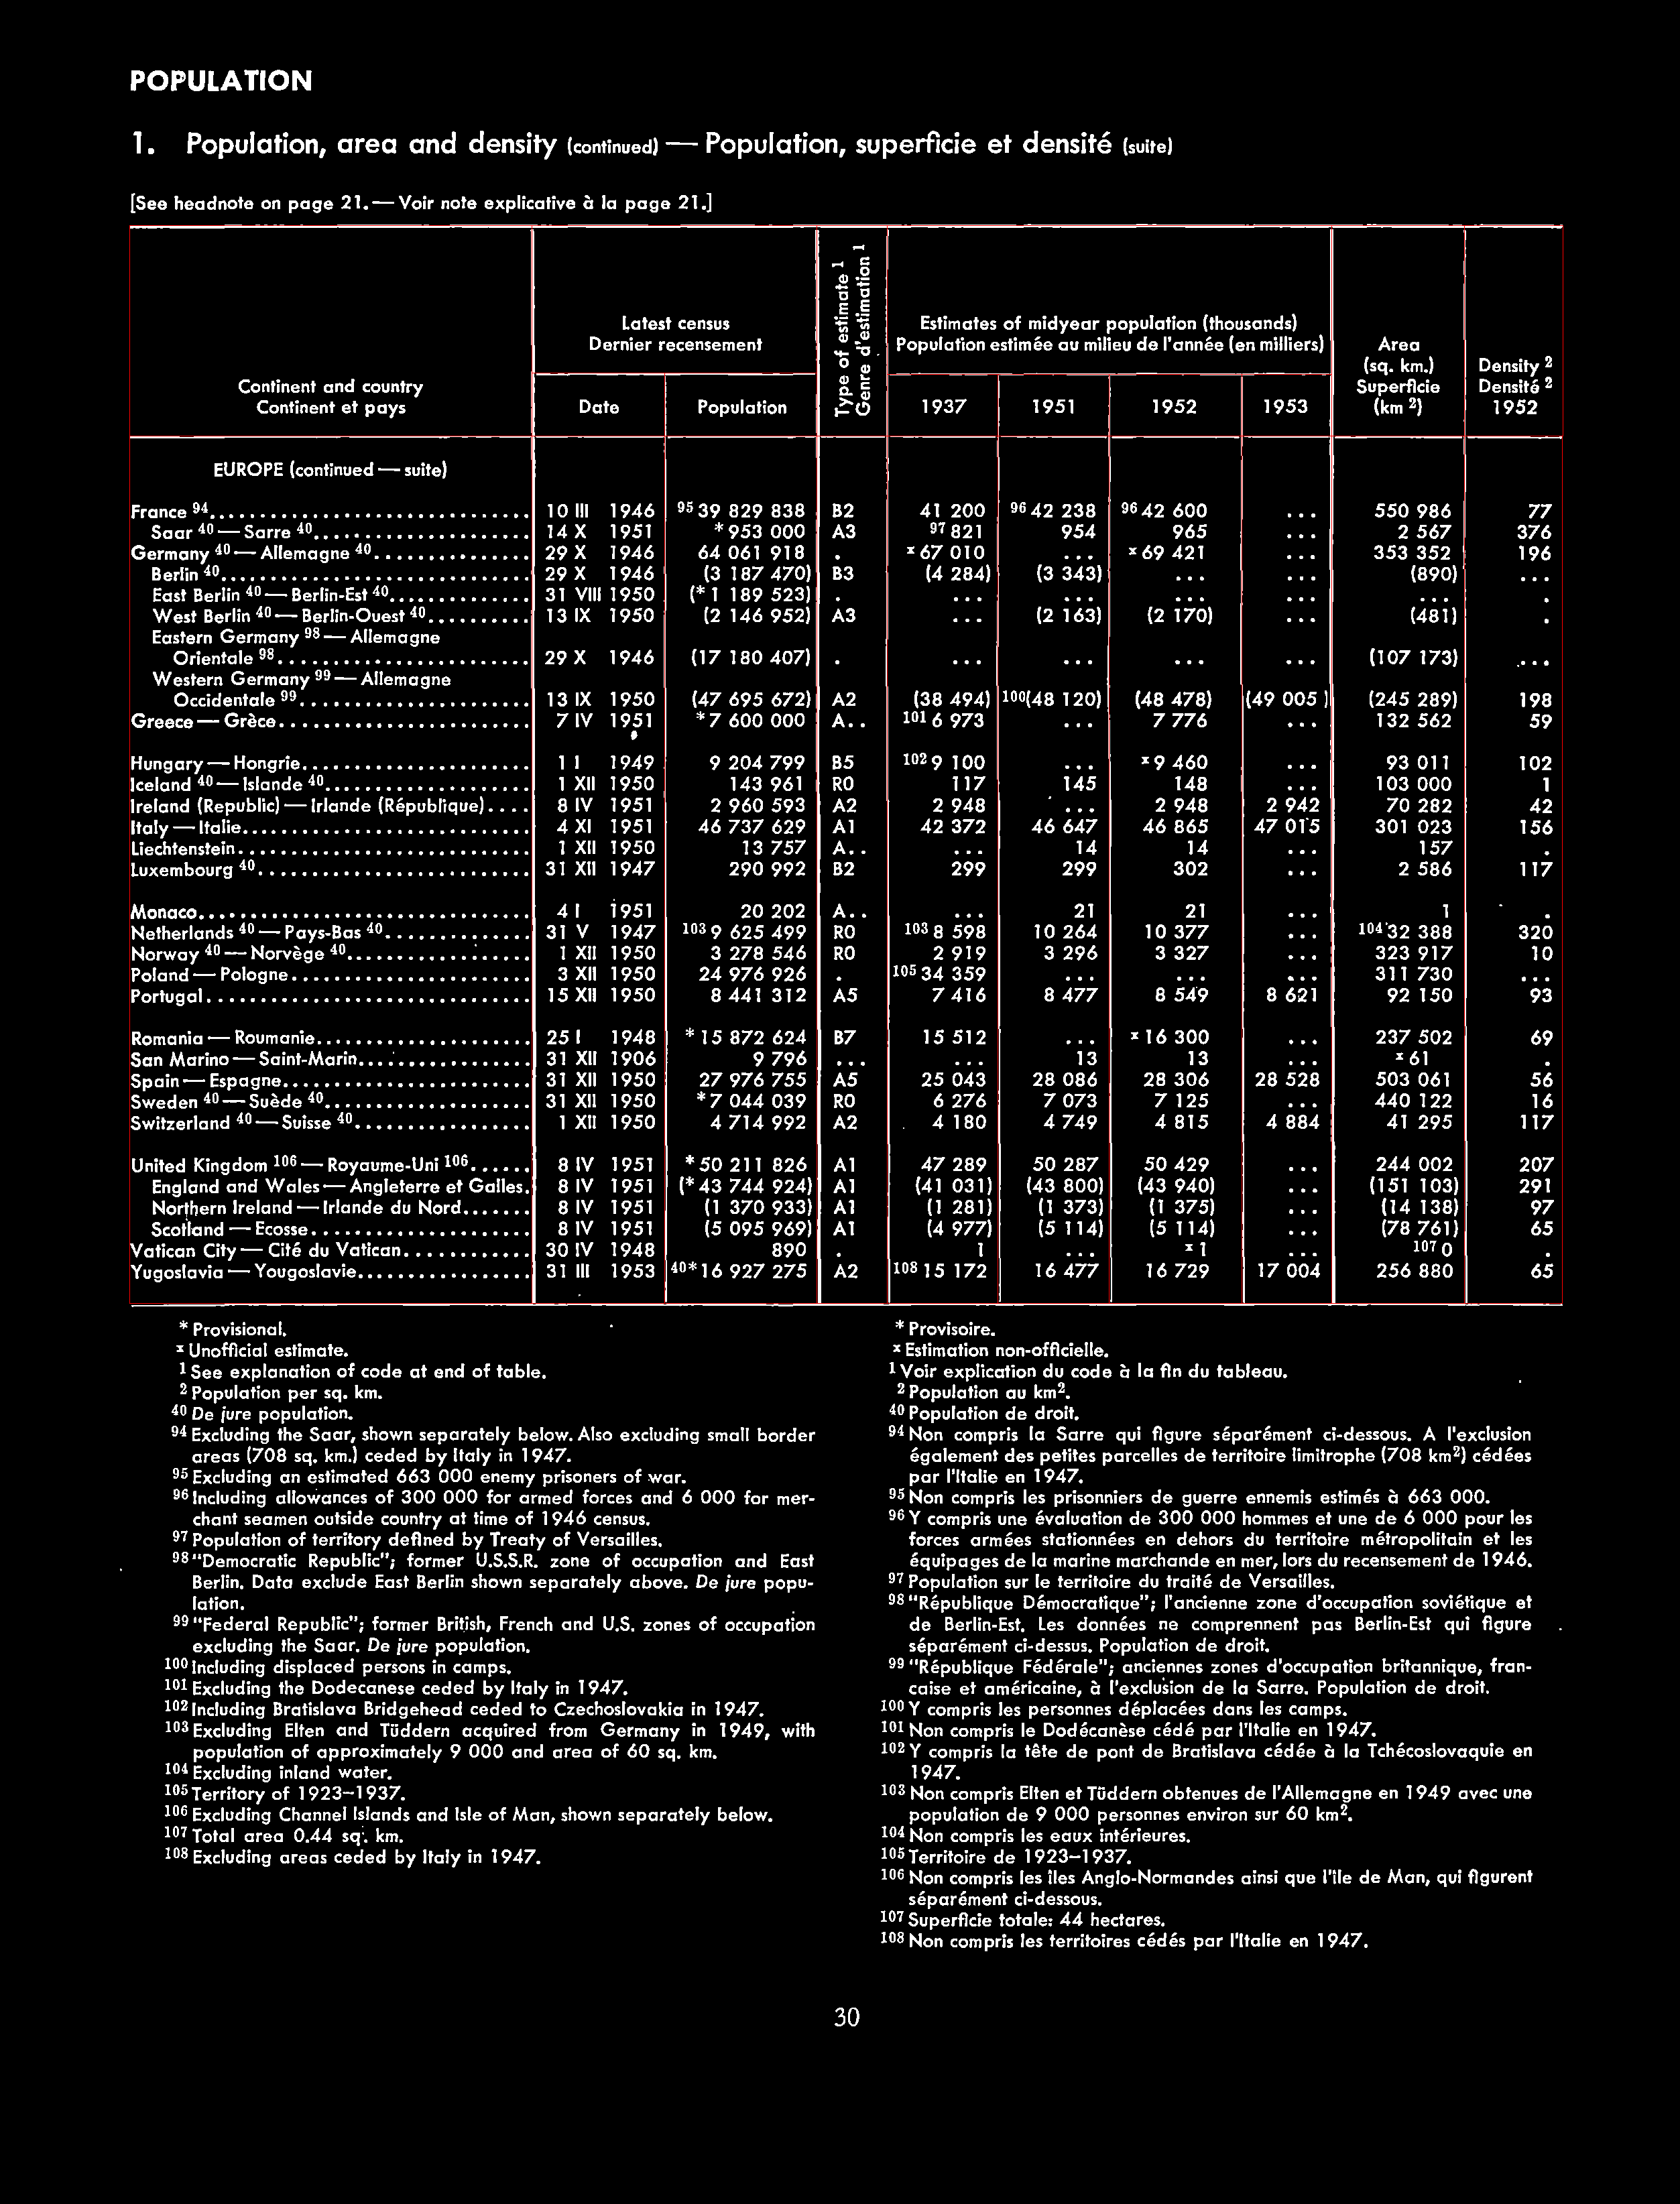 POPULATION
1. Population, area and density (continued) — Population, superficie et densité (suite)
[See headnote on page 21. — Voir note explicative à la page 21.]
Continent and country
Continent et pays
Latest census
Dernier recensement
Date
Population
Type of estimate 1
Genre d'estimation 1
Estimates of midyear population (thousands)
Population estimée au milieu de l'année (en milliers)
1937 1951 1952 1953
Area
(sq. km.)
Superficie
(km 2)
Density 2
Densité 2
1952
EUROPE (continued — suite)
France 94 10 III 1946 95 39 829 838 B2 41 200 96 42 238 96 42 600 ... 550 986 77
Saar 40 — Sarre 40 14 X 1951 * 953 000 A3 97 821 954 965 ... 2 567 376
Germany 40 — Allemagne 40 29 X 1946 64 061 918 . x 67 010 ... x 69 421 ... 353 352 196
Berlin 40 29 X 1946 (3 187 470) B3 (4 284) (3 343) ... ... (890) ...
East Berlin 40 — Berlin-Est 40 31 VIII 1950 (* 1 189 523) . ... ... ... ... ... .
West Berlin 40 — Berlin-Ouest 40 13 IX 1950 (2 146 952) A3 ... (2 163) (2 170) ... (481) .
Eastern Germany 98 — Allemagne
Orientale 98 29 X 1946 (17 180 407) . ... ... ... ... (107 173) ...
Western Germany 99 — Allemagne
Occidentale 99 13 IX 1950 (47 695 672) A2 (38 494) 100 (48 120) (48 478) (49 005) (245 289) 198
Greece — Grèce 7 IV 1951 * 7 600 000 A.. 101 6 973 ... 7 776 ... 132 562 59
Hungary — Hongrie 1 I 1949 9 204 799 B5 102 9 100 ... x 9 460 ... 93 011 102
Iceland 40 — Islande 40 1 XII 1950 143 961 R0 117 145 148 ... 103 000 1
Ireland (Republic) — Irlande (République) 8 IV 1951 2 960 593 A2 2 948 ... 2 948 2 942 70 282 42
Italy — Italie 4 XI 1951 46 737 629 A1 42 372 46 647 46 865 47 015 301 023 156
Liechtenstein 1 XII 1950 13 757 A.. ... 14 14 ... 157 .
Luxembourg 40 31 XII 1947 290 992 B2 299 299 302 ... 2 586 117
Monaco 4 I 1951 20 202 A.. ... 21 21 ... 1 .
Netherlands 40 — Pays-Bas 40 31 V 1947 103 9 625 499 R0 103 8 598 10 264 10 377 ... 104 32 388 320
Norway 40 — Norvège 40 1 XII 1950 3 278 546 R0 2 919 3 296 3 327 ... 323 917 10
Poland — Pologne 3 XII 1950 24 976 926 . 105 34 359 ... ... ... 311 730 ...
Portugal 15 XII 1950 8 441 312 A5 7 416 8 477 8 549 8 621 92 150 93
Romania — Roumanie 25 I 1948 * 15 872 624 B7 15 512 ... x 16 300 ... 237 502 69
San Marino — Saint-Marin 31 XII 1906 9 796 ... ... 13 13 ... x 61 .
Spain — Espagne 31 XII 1950 27 976 755 A5 25 043 28 086 28 306 28 528 503 061 56
Sweden 40 — Suède 40 31 XII 1950 * 7 044 039 R0 6 276 7 073 7 125 ... 440 122 16
Switzerland 40 — Suisse 40 1 XII 1950 4 714 992 A2 4 180 4 749 4 815 4 884 41 295 117
United Kingdom 106 — Royaume-Uni 106 8 IV 1951 * 50 211 826 A1 47 289 50 287 50 429 ... 244 002 207
England and Wales — Angleterre et Galles. 8 IV 1951 (* 43 744 924) A1 (41 031) (43 800) (43 940) ... (151 103) 291
Northern Ireland — Irlande du Nord 8 IV 1951 (1 370 933) A1 (1 281) (1 373) (1 375) ... (14 138) 97
Scotland — Ecosse 8 IV 1951 (5 095 969) A1 (4 977) (5 114) (5 114) ... (78 761) 65
Vatican City — Cité du Vatican 30 IV 1948 890 . 1 ... x 1 ... 107 0 .
Yugoslavia — Yougoslavie 31 III 1953 40* 16 927 275 A2 108 15 172 16 477 16 729 17 004 256 880 65
* Provisional.
x Unofficial estimate.
1 See explanation of code at end of table.
2 Population per sq. km.
40 De jure population.
94 Excluding the Saar, shown separately below. Also excluding small border
areas (708 sq. km.) ceded by Italy in 1947.
95 Excluding an estimated 663 000 enemy prisoners of war.
96 Including allowances of 300 000 for armed forces and 6 000 for mer-
chant seamen outside country at time of 1946 census.
97 Population of territory defined by Treaty of Versailles.
98 "Democratic Republic"; former U.S.S.R. zone of occupation and East
Berlin. Data exclude East Berlin shown separately above. De jure popu-
lation.
99 "Federal Republic"; former British, French and U.S. zones of occupation
excluding the Saar. De jure population.
100 Including displaced persons in camps.
101 Excluding the Dodecanese ceded by Italy in 1947.
102 Including Bratislava Bridgehead ceded to Czechoslovakia in 1947.
103 Excluding Elten and Tüddern acquired from Germany in 1949, with
population of approximately 9 000 and area of 60 sq. km.
104 Excluding inland water.
105 Territory of 1923–1937.
106 Excluding Channel Islands and Isle of Man, shown separately below.
107 Total area 0.44 sq. km.
108 Excluding areas ceded by Italy in 1947.
* Provisoire.
x Estimation non-officielle.
1 Voir explication du code à la fin du tableau.
2 Population au km2.
40 Population de droit.
94 Non compris la Sarre qui figure séparément ci-dessous. A l'exclusion
également des petites parcelles de territoire limitrophe (708 km2) cédées
par l'Italie en 1947.
95 Non compris les prisonniers de guerre ennemis estimés à 663 000.
96 Y compris une évaluation de 300 000 hommes et une de 6 000 pour les
forces armées stationnées en dehors du territoire métropolitain et les
équipages de la marine marchande en mer, lors du recensement de 1946.
97 Population sur le territoire du traité de Versailles.
98 "République Démocratique"; l'ancienne zone d'occupation soviétique et
de Berlin-Est. Les données ne comprennent pas Berlin-Est qui figure
séparément ci-dessus. Population de droit.
99 "République Fédérale"; anciennes zones d'occupation britannique, fran-
caise et américaine, à l'exclusion de la Sarre. Population de droit.
100 Y compris les personnes déplacées dans les camps.
101 Non compris le Dodécanèse cédé par l'Italie en 1947.
102 Y compris la tête de pont de Bratislava cédée à la Tchécoslovaquie en
1947.
103 Non compris Elten et Tüddern obtenues de l'Allemagne en 1949 avec une
population de 9 000 personnes environ sur 60 km2.
104 Non compris les eaux intérieures.
105 Territoire de 1923–1937.
106 Non compris les îles Anglo-Normandes ainsi que l'île de Man, qui figurent
séparément ci-dessous.
107 Superficie totale: 44 hectares.
108 Non compris les territoires cédés par l'Italie en 1947.
30